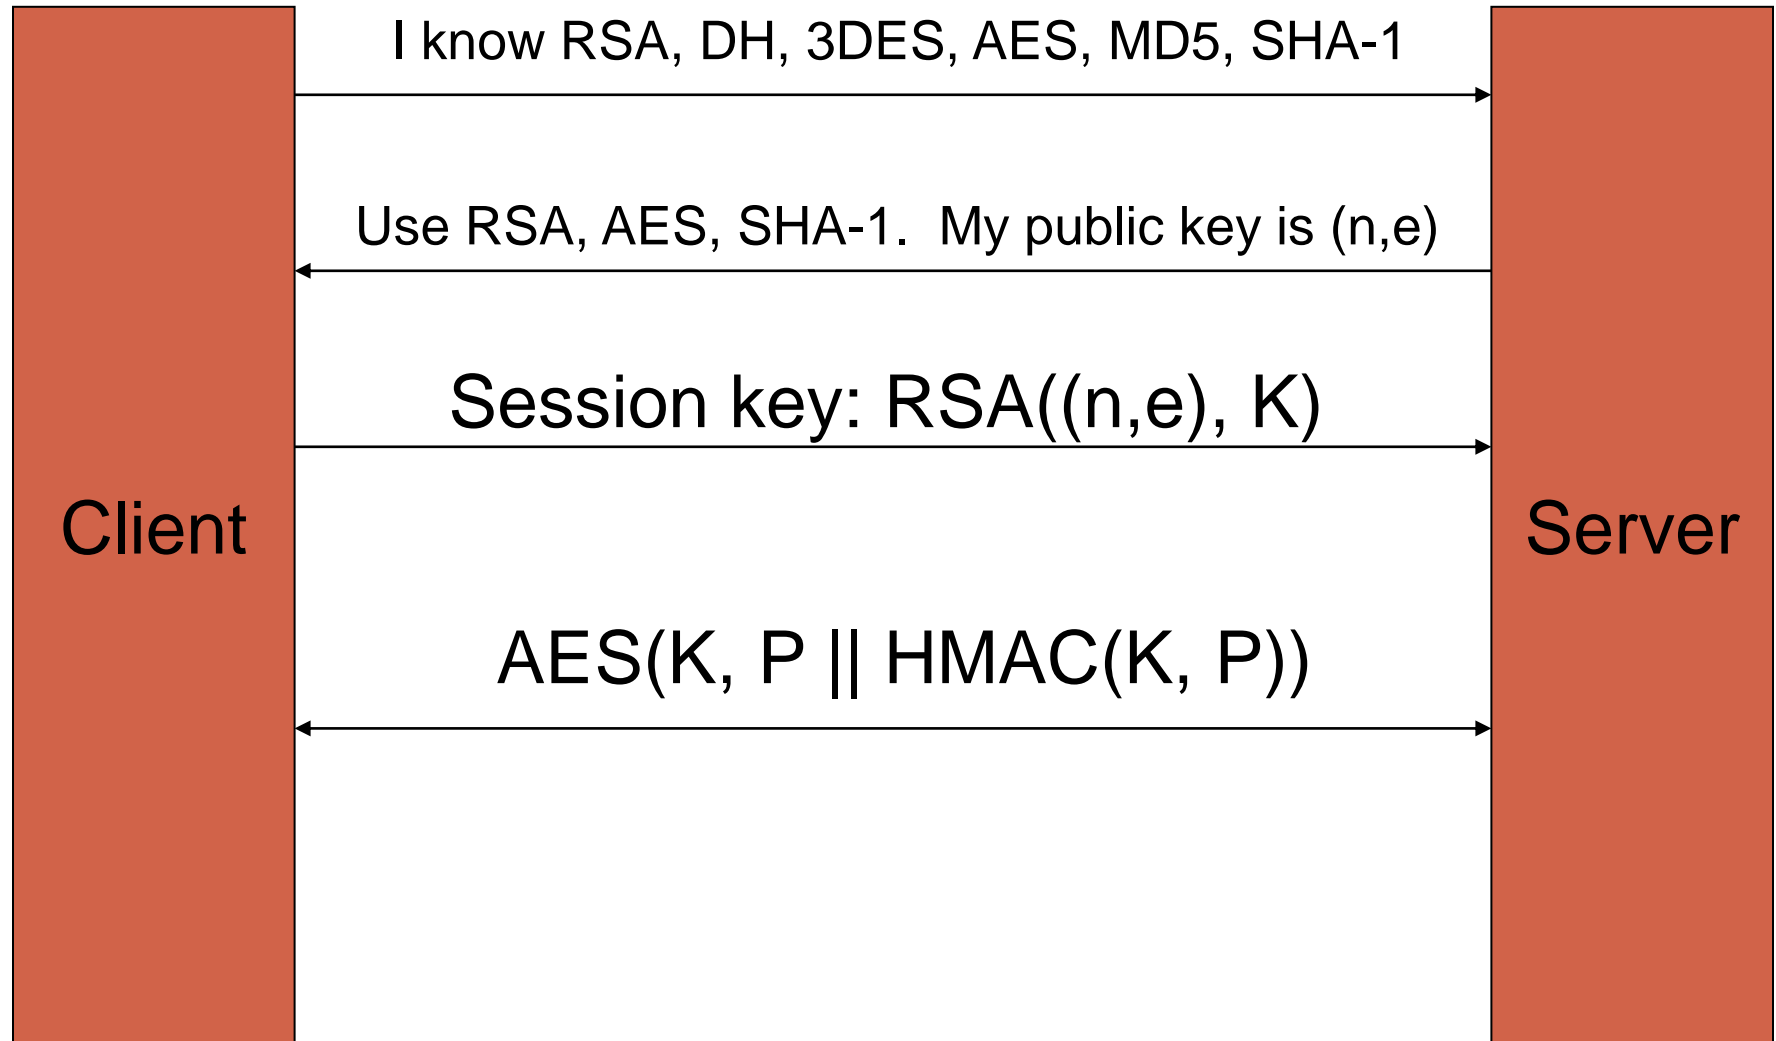 I know RSA, DH, 3DES, AES, MD5, SHA-1
Use RSA, AES, SHA-1.  My public key is (n,e)
Session key: RSA((n,e), K)
Client
Server
AES(K, P || HMAC(K, P))